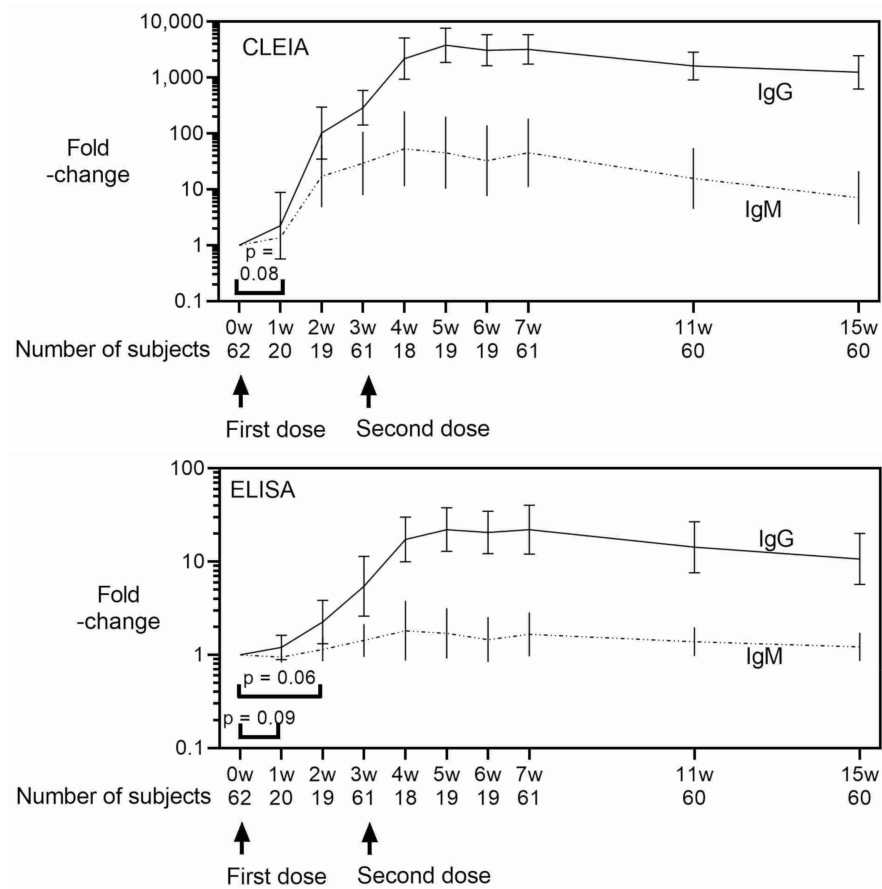 10,000
CLEIA
1,000
IgG
100
Fold
-change
10
IgM
1
p =
0.08
0.1
0w 1w 2w 3w 4w 5w 6w 7w 11w 15w
Number of subjects 62 20 19 61 18 19 19 61 60 60
First dose Second dose
100
ELISA
IgG
10
Fold
-change
1
IgM
p = 0.06
p = 0.09
0.1
0w 1w 2w 3w 4w 5w 6w 7w 11w 15w
Number of subjects 62 20 19 61 18 19 19 61 60 60
First dose Second dose